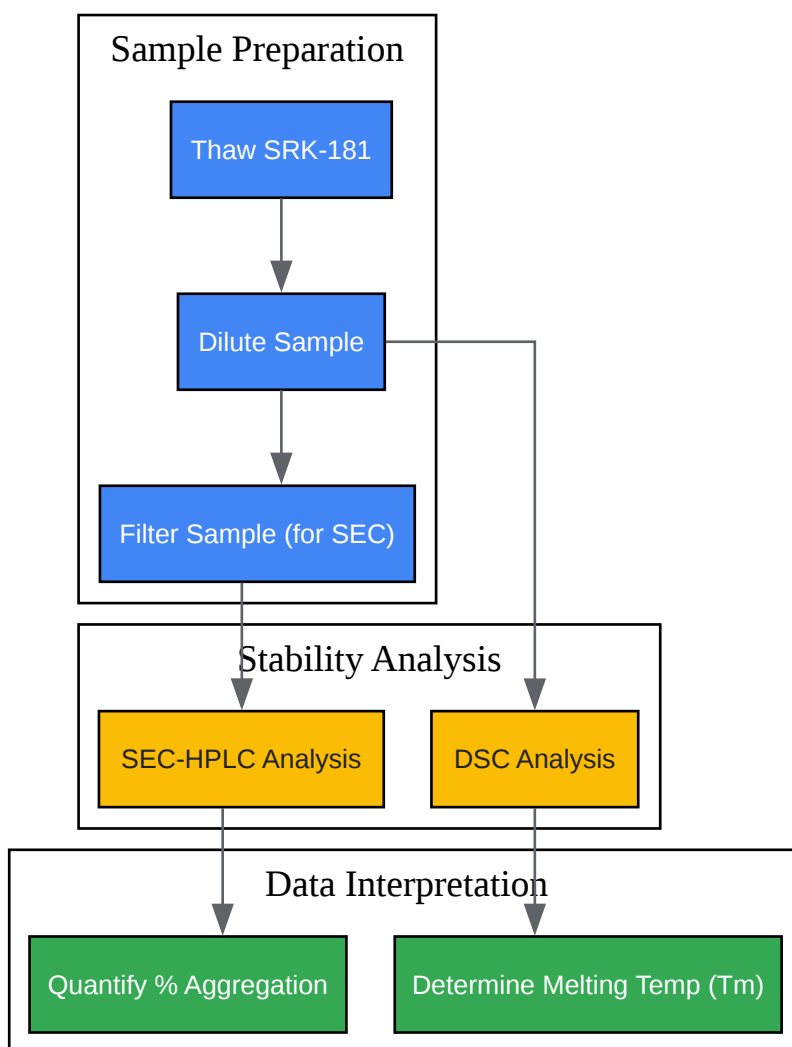 Sample Preparation
Thaw SRK-181
Dilute Sample
Filter Sample (for SEC)
Stability Analysis
SEC-HPLC Analysis
DSC Analysis
Data Interpretation
Quantify % Aggregation
Determine Melting Temp (Tm)